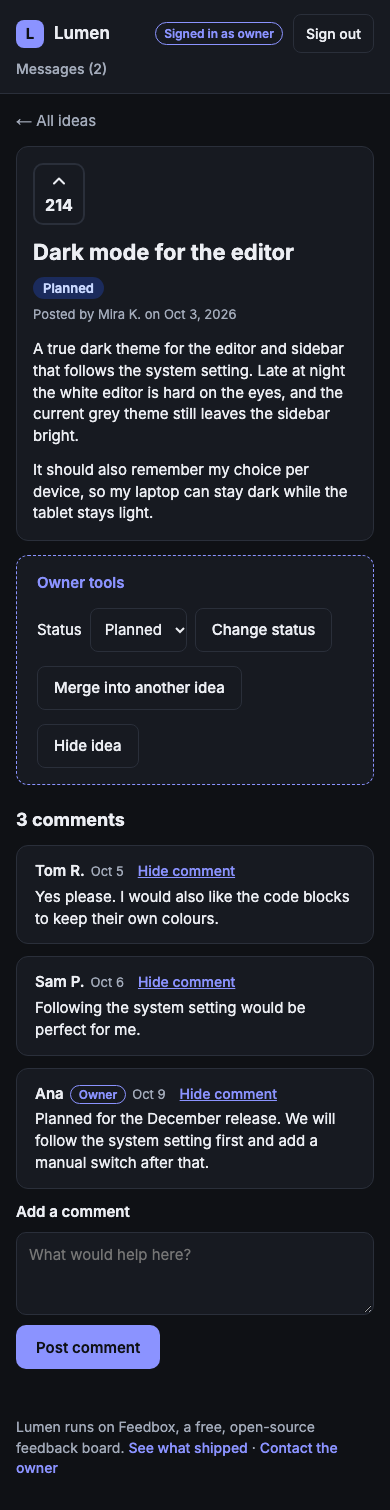 L Lumen Signed in as owner Sign out
Messages (2)
← All ideas
214
Dark mode for the editor
Planned
Posted by Mira K. on Oct 3, 2026
A true dark theme for the editor and sidebar
that follows the system setting. Late at night
the white editor is hard on the eyes, and the
current grey theme still leaves the sidebar
bright.
It should also remember my choice per
device, so my laptop can stay dark while the
tablet stays light.
Owner tools
Status Planned Change status
Merge into another idea
Hide idea
3 comments
Tom R. Oct 5 Hide comment
Yes please. I would also like the code blocks
to keep their own colours.
Sam P. Oct 6 Hide comment
Following the system setting would be
perfect for me.
Ana Owner Oct 9 Hide comment
Planned for the December release. We will
follow the system setting first and add a
manual switch after that.
Add a comment
What would help here?
Post comment
Lumen runs on Feedbox, a free, open-source
feedback board. See what shipped · Contact the
owner